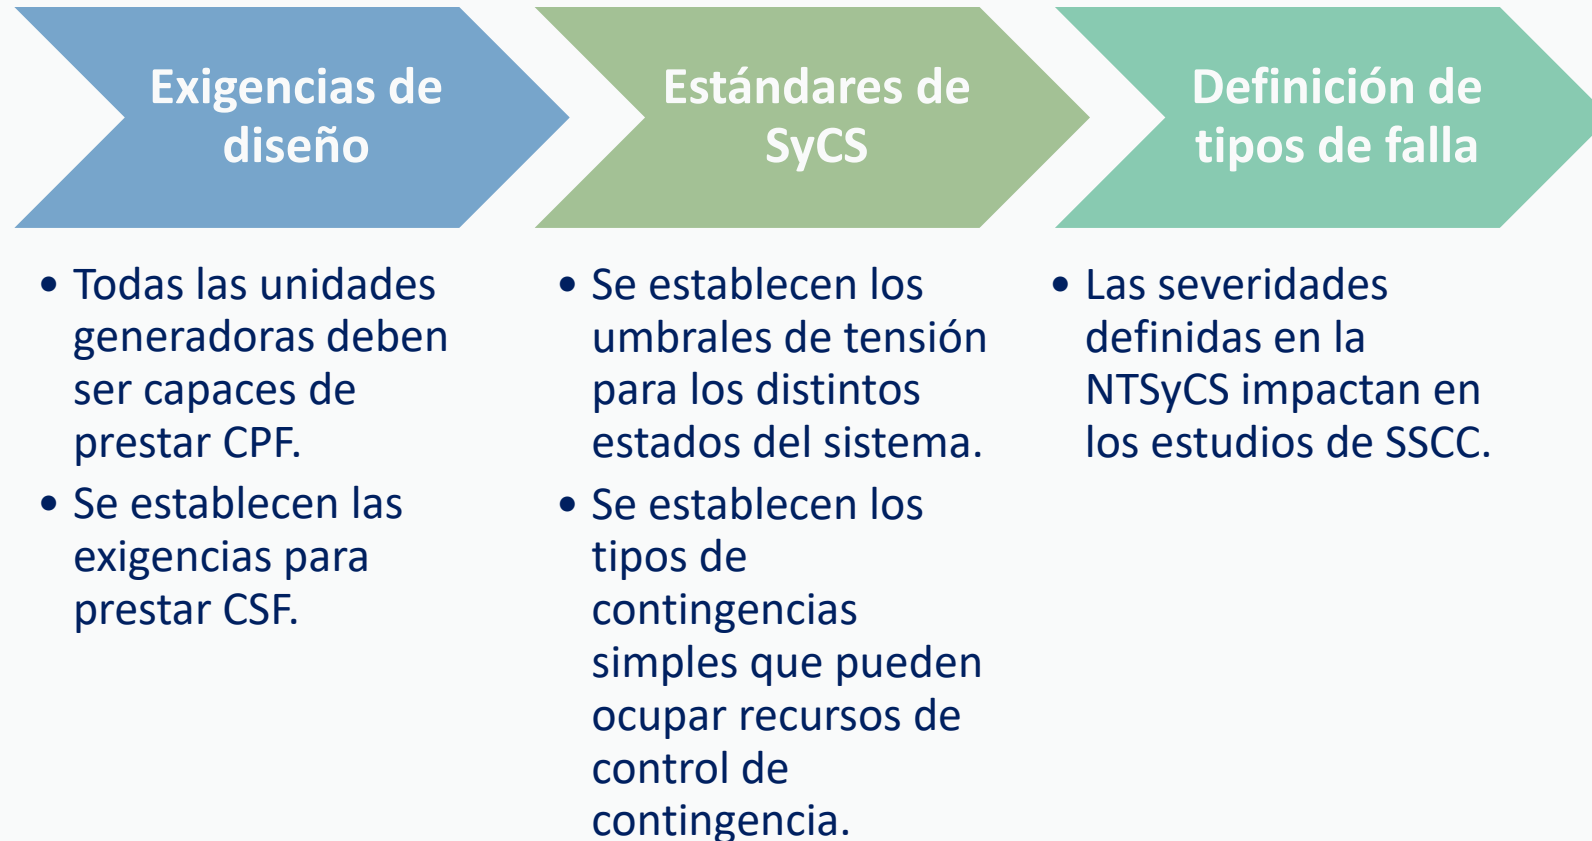 Exigencias de
diseño
• Todas las unidades
generadoras deben
ser capaces de
prestar CPF.
• Se establecen las
exigencias para
prestar CSF.
Estándares de
SyCS
• Se establecen los
umbrales de tensión
para los distintos
estados del sistema.
• Se establecen los
tipos de
contingencias
simples que pueden
ocupar recursos de
control de
contingencia.
Definición de
tipos de falla
• Las severidades
definidas en la
NTSyCS impactan en
los estudios de SSCC.